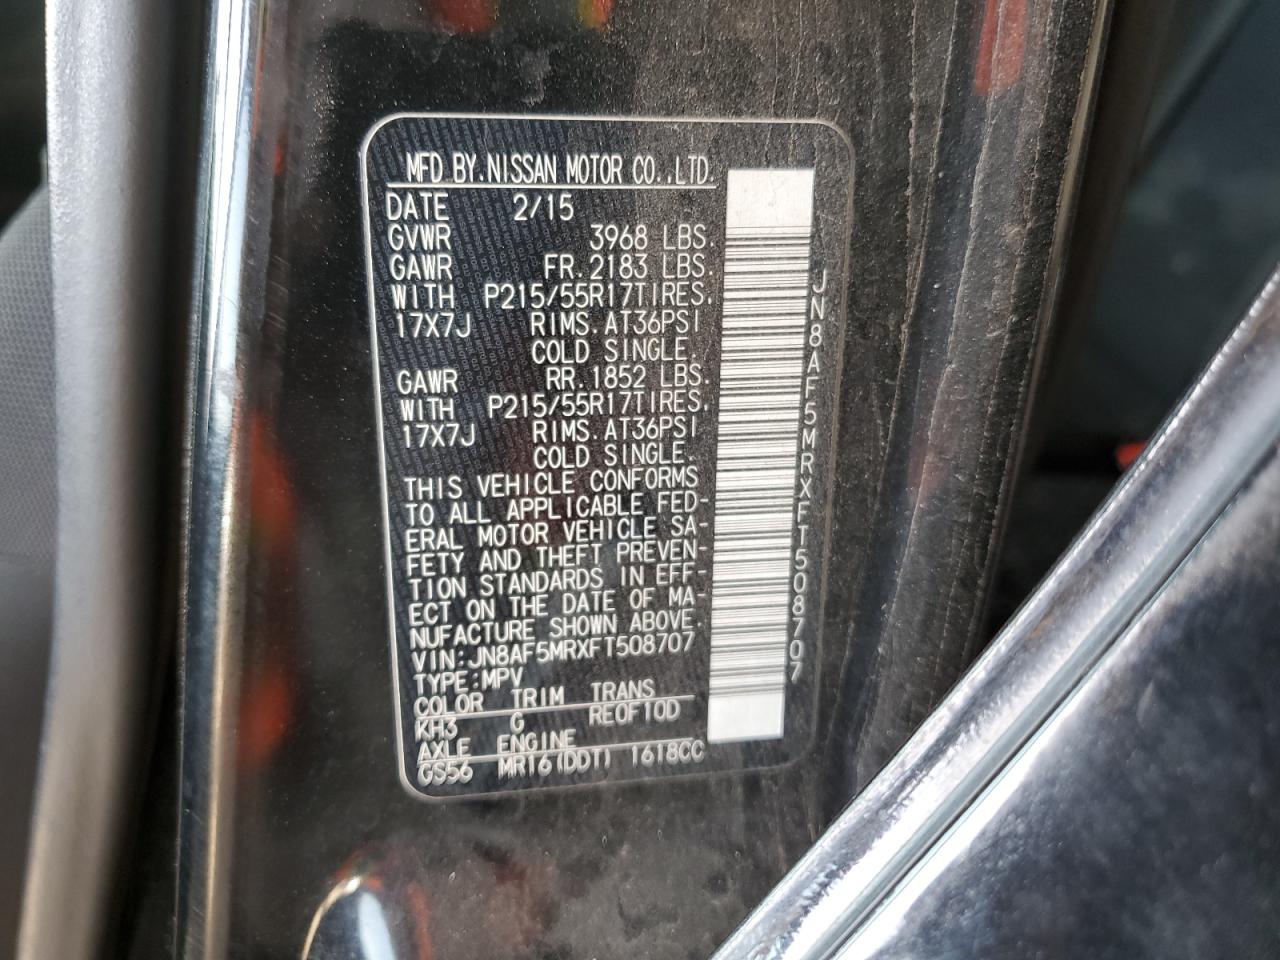 MFD BY.NISSAN MOTOR CO.,LTD.
DATE 2/15
GVWR 3968 LBS.
GAWR FR.2183 LBS.
WITH P215/55R17TIRES.
17X7J RIMS.AT36PSI
COLD SINGLE.
GAWR RR.1852 LBS.
WITH P215/55R17TIRES.
17X7J RIMS.AT36PSI
COLD SINGLE.
THIS VEHICLE CONFORMS
TO ALL APPLICABLE FED-
ERAL MOTOR VEHICLE SA-
FETY AND THEFT PREVEN-
TION STANDARDS IN EFF-
ECT ON THE DATE OF MA-
NUFACTURE SHOWN ABOVE
VIN:JN8AF5MRXFT508707
TYPE:MPV
COLOR TRIM TRANS
KH3 G RE0F10D
AXLE ENGINE
GS56 MR16(DDT) 1618CC
JN8AF5MRXFT508707